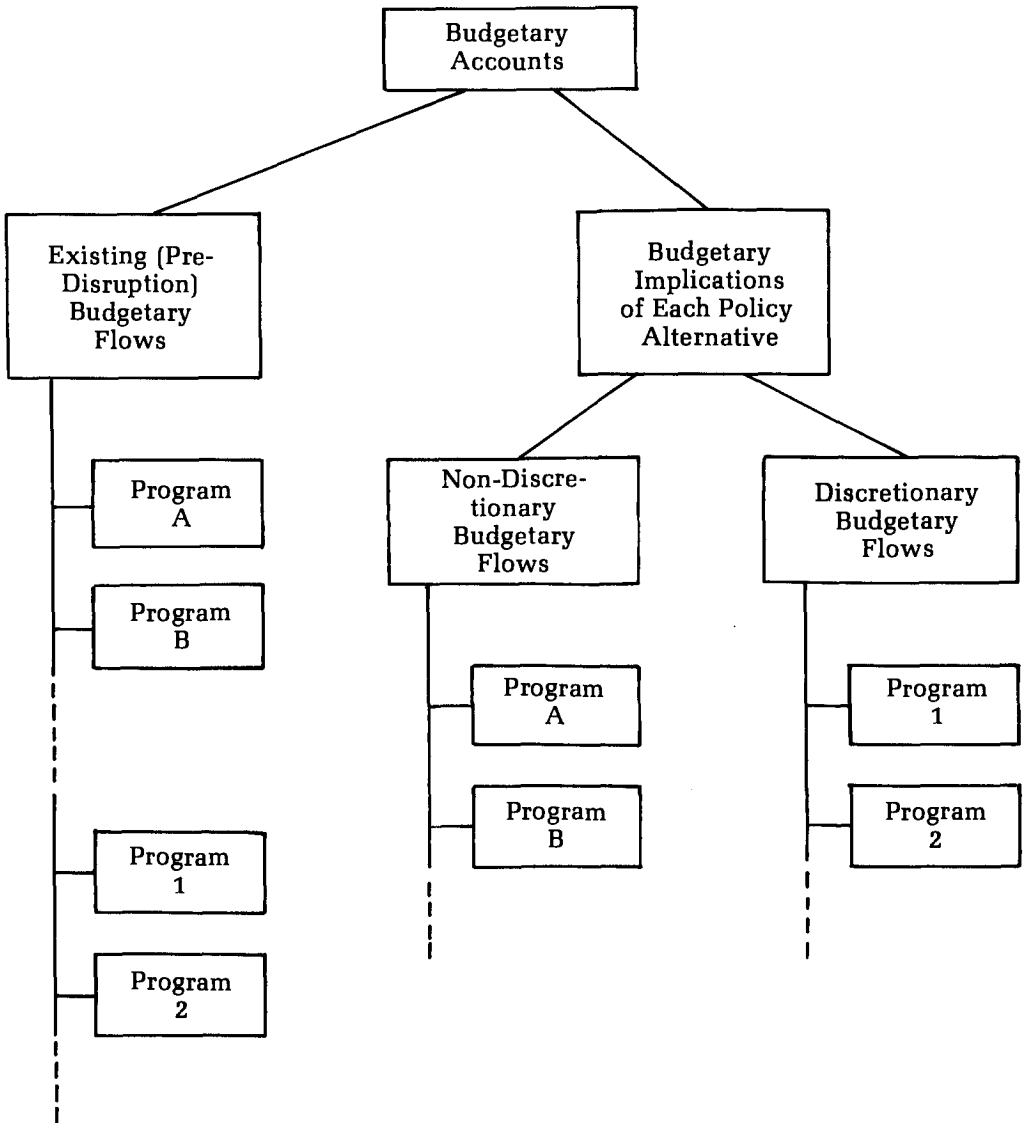 Budgetary
Accounts
Existing (Pre-
Disruption)
Budgetary
Flows
Budgetary
Implications
of Each Policy
Alternative
Program
A
Program
B
Program
1
Program
2
Non-Discre-
tionary
Budgetary
Flows
Program
A
Program
B
Discretionary
Budgetary
Flows
Program
1
Program
2